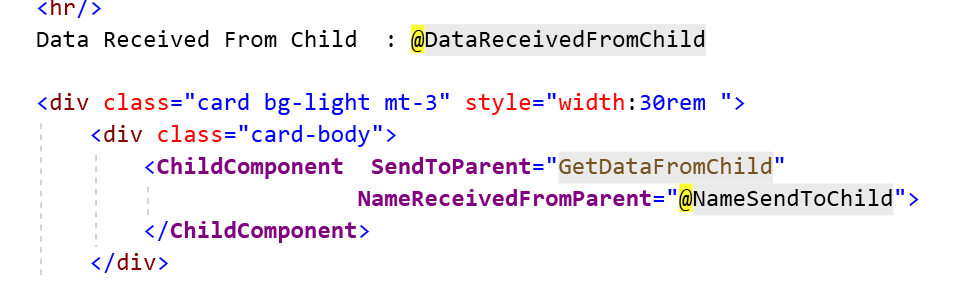 <hr/>
Data Received From Child  : @DataReceivedFromChild
<div class="card bg-light mt-3" style="width:30rem ">
<div class="card-body">
<ChildComponent  SendToParent="GetDataFromChild"
NameReceivedFromParent="@NameSendToChild">
</ChildComponent>
</div>